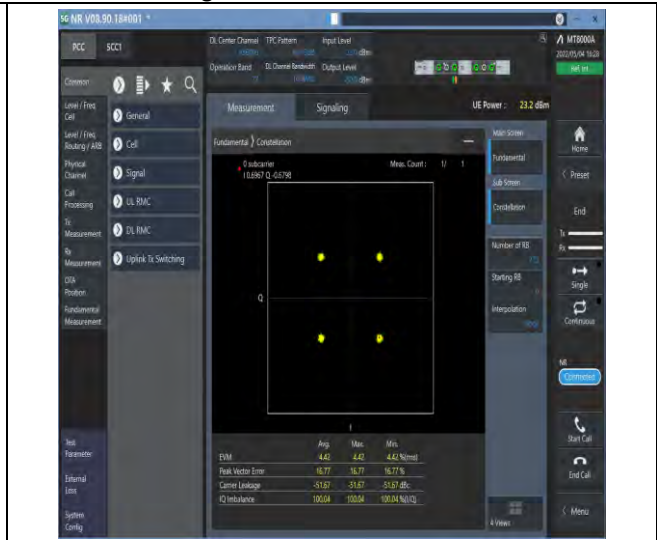 5G NR V08.90.18#001 *
PCC
SCC1
DL Center Channel
TPC Pattern
Input Level
dBm
Operation Band
DL Channel Bandwidth
Output Level
dBm
MT8000A
2022/05/04 16:28
Common
Level / Freq
Cell
Level / Freq
Routing / ARB
Physical
Channel
Call
Processing
Tx
Measurement
Rx
Measurement
OTA
Position
Fundamental
Measurement
Test
Parameter
External
Loss
System
Config
General
Cell
Signal
UL RMC
DL RMC
Uplink Tx Switching
Measurement
Signaling
UE Power : 23.2 dBm
Fundamental
Constellation
0 subcarrier
Meas. Count : 1/ 1
I 0.6967 Q -0.6798
Q
I
Avg. Max. Min.
EVM 4.42 4.42 4.42 %(rms)
Peak Vector Error 16.77 16.77 16.77 %
Carrier Leakage -51.67 -51.67 -51.67 dBc
IQ Imbalance 100.04 100.04 100.04 %(I/Q)
Main Screen
Fundamental
Sub Screen
Constellation
Number of RB
Starting RB
Interpolation
4 Views
Home
Preset
End
Tx
Rx
Single
Continuous
NR
Connected
Start Call
End Call
Menu